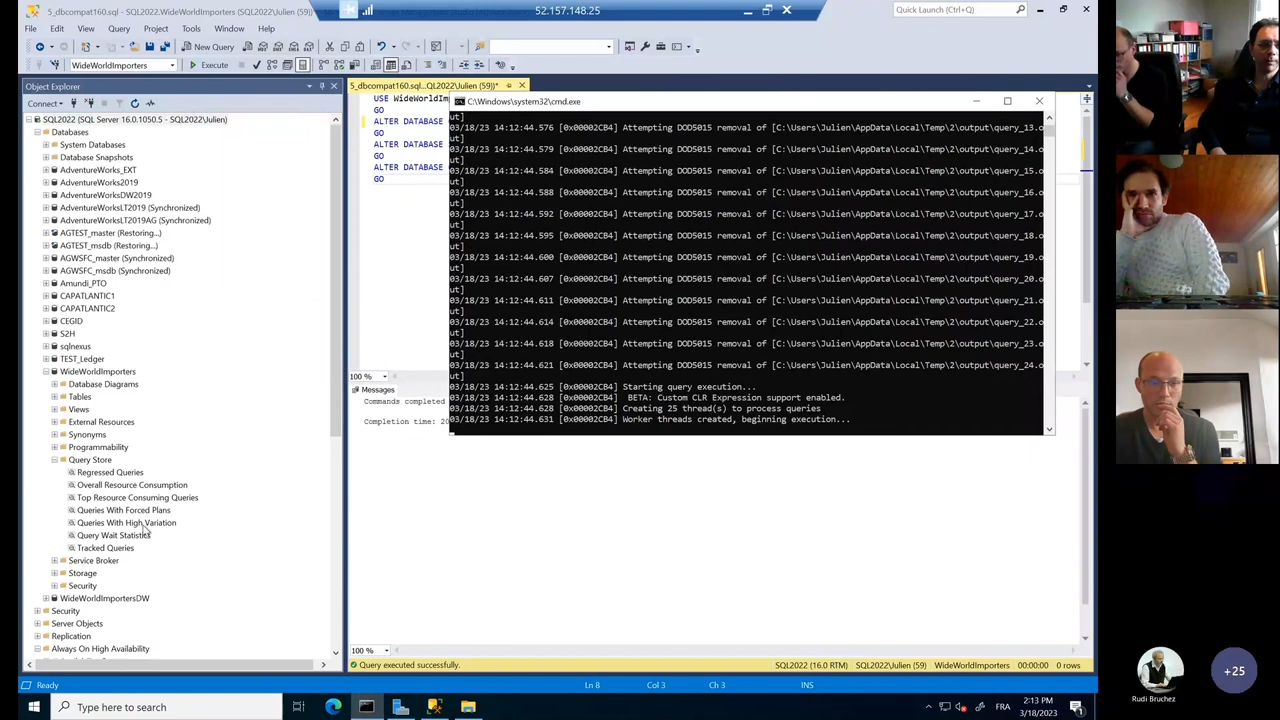 5_dbcompat160.sql - SQL2022.WideWorldImporters (SQL2022\Julien (59))* - Microsoft SQL Server Management Studio
52.157.148.25
Quick Launch (Ctrl+Q)
File Edit View Query Project Tools Window Help
New Query
WideWorldImporters
Execute
Object Explorer
5_dbcompat160.sql...QL2022\Julien (59))*
Connect
SQL2022 (SQL Server 16.0.1050.5 - SQL2022\Julien)
Databases
System Databases
Database Snapshots
AdventureWorks_EXT
AdventureWorks2019
AdventureWorksDW2019
AdventureWorksLT2019 (Synchronized)
AdventureWorksLT2019AG (Synchronized)
AGTEST_master (Restoring...)
AGTEST_msdb (Restoring...)
AGWSFC_master (Synchronized)
AGWSFC_msdb (Synchronized)
Amundi_PTO
CAPATLANTIC1
CAPATLANTIC2
CEGID
S2H
sqlnexus
TEST_Ledger
WideWorldImporters
Database Diagrams
Tables
Views
External Resources
Synonyms
Programmability
Query Store
Regressed Queries
Overall Resource Consumption
Top Resource Consuming Queries
Queries With Forced Plans
Queries With High Variation
Query Wait Statistics
Tracked Queries
Service Broker
Storage
Security
WideWorldImportersDW
Security
Server Objects
Replication
Always On High Availability
USE WideWorldIm
GO
ALTER DATABASE
GO
ALTER DATABASE
GO
ALTER DATABASE
GO
C:\Windows\system32\cmd.exe
ut]
03/18/23 14:12:44.576 [0x00002CB4] Attempting DOD5015 removal of [C:\Users\Julien\AppData\Local\Temp\2\output\query_13.o
ut]
03/18/23 14:12:44.579 [0x00002CB4] Attempting DOD5015 removal of [C:\Users\Julien\AppData\Local\Temp\2\output\query_14.o
ut]
03/18/23 14:12:44.584 [0x00002CB4] Attempting DOD5015 removal of [C:\Users\Julien\AppData\Local\Temp\2\output\query_15.o
ut]
03/18/23 14:12:44.588 [0x00002CB4] Attempting DOD5015 removal of [C:\Users\Julien\AppData\Local\Temp\2\output\query_16.o
ut]
03/18/23 14:12:44.592 [0x00002CB4] Attempting DOD5015 removal of [C:\Users\Julien\AppData\Local\Temp\2\output\query_17.o
ut]
03/18/23 14:12:44.595 [0x00002CB4] Attempting DOD5015 removal of [C:\Users\Julien\AppData\Local\Temp\2\output\query_18.o
ut]
03/18/23 14:12:44.600 [0x00002CB4] Attempting DOD5015 removal of [C:\Users\Julien\AppData\Local\Temp\2\output\query_19.o
ut]
03/18/23 14:12:44.607 [0x00002CB4] Attempting DOD5015 removal of [C:\Users\Julien\AppData\Local\Temp\2\output\query_20.o
ut]
03/18/23 14:12:44.611 [0x00002CB4] Attempting DOD5015 removal of [C:\Users\Julien\AppData\Local\Temp\2\output\query_21.o
ut]
03/18/23 14:12:44.614 [0x00002CB4] Attempting DOD5015 removal of [C:\Users\Julien\AppData\Local\Temp\2\output\query_22.o
ut]
03/18/23 14:12:44.618 [0x00002CB4] Attempting DOD5015 removal of [C:\Users\Julien\AppData\Local\Temp\2\output\query_23.o
ut]
03/18/23 14:12:44.621 [0x00002CB4] Attempting DOD5015 removal of [C:\Users\Julien\AppData\Local\Temp\2\output\query_24.o
ut]
03/18/23 14:12:44.625 [0x00002CB4] Starting query execution...
03/18/23 14:12:44.628 [0x00002CB4] BETA: Custom CLR Expression support enabled.
03/18/23 14:12:44.628 [0x00002CB4] Creating 25 thread(s) to process queries
03/18/23 14:12:44.631 [0x00002CB4] Worker threads created, beginning execution...
100 %
Messages
Commands completed
Completion time: 20
100 %
Query executed successfully.
SQL2022 (16.0 RTM) SQL2022\Julien (59) WideWorldImporters 00:00:00 0 rows
Ready
Ln 8 Col 3 Ch 3 INS
Type here to search
FRA
2:13 PM
3/18/2023
Rudi Bruchez
+25